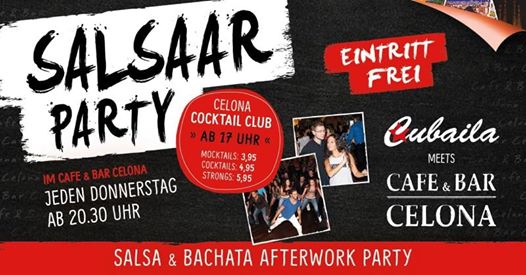 SALSAAR
PARTY
IM CAFE & BAR CELONA
JEDEN DONNERSTAG
AB 20.30 UHR
CELONA
COCKTAIL CLUB
» AB 17 UHR «
MOCKTAILS: 3,95
COCKTAILS: 4,95
STRONGS: 5,95
EINTRITT
FREI
Cubaila
MEETS
CAFE & BAR
CELONA
SALSA & BACHATA AFTERWORK PARTY